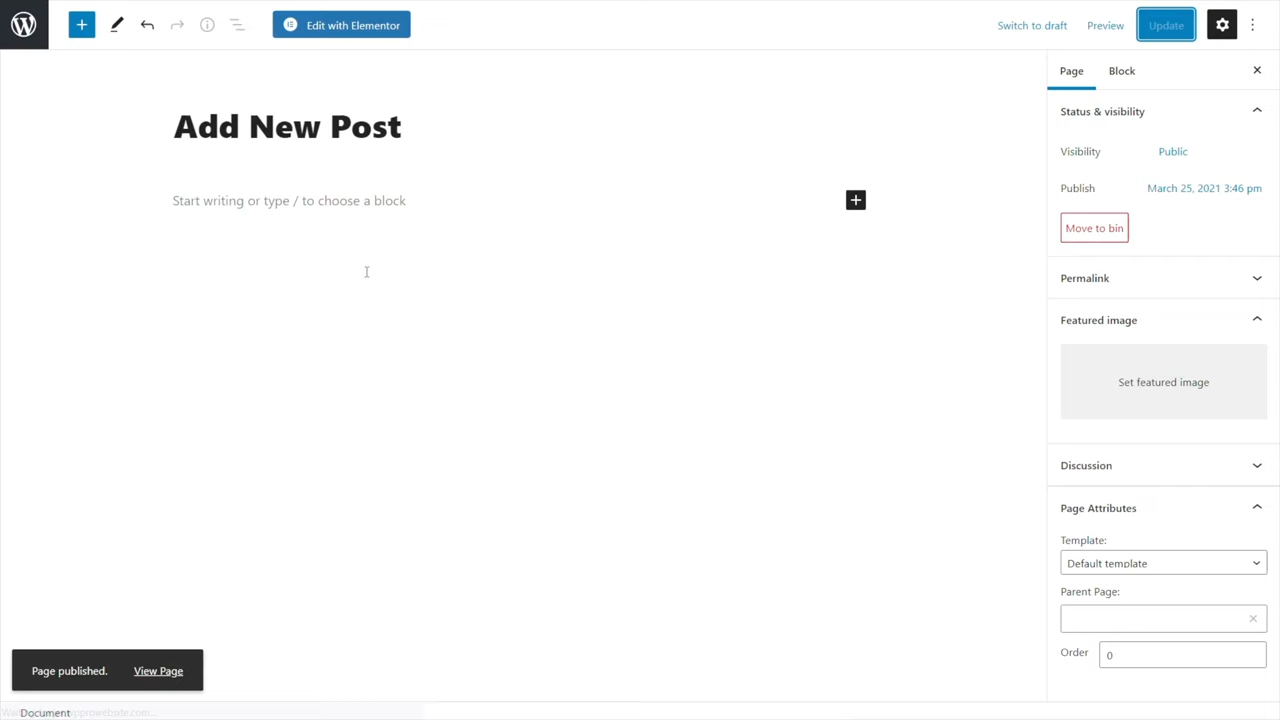 Edit with Elementor
Switch to draft
Preview
Update
Page
Block
Add New Post
Start writing or type / to choose a block
Status & visibility
Visibility
Public
Publish
March 25, 2021 3:46 pm
Move to bin
Permalink
Featured image
Set featured image
Discussion
Page Attributes
Template:
Default template
Parent Page:
Order
0
Page published.
View Page
Document